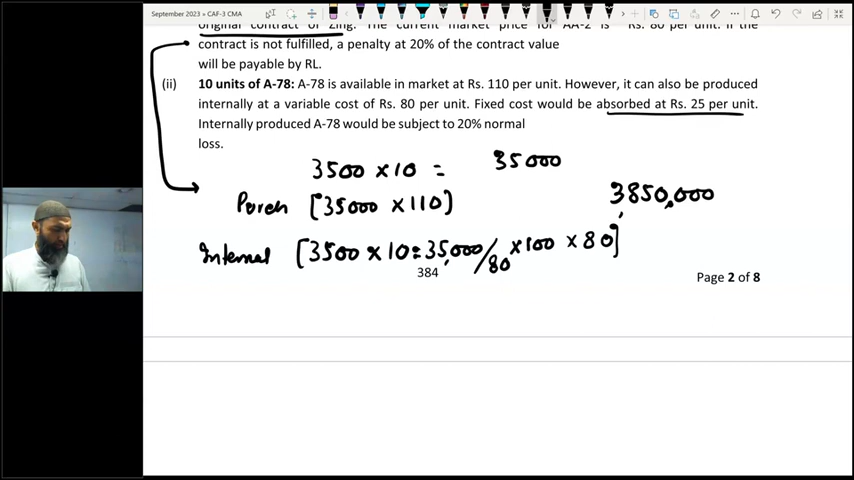 September 2023 » CAF-3 CMA
original contract of Zing. The current market price for AA-2 is Rs. 80 per unit. If the
contract is not fulfilled, a penalty at 20% of the contract value
will be payable by RL.
(ii) 10 units of A-78: A-78 is available in market at Rs. 110 per unit. However, it can also be produced
internally at a variable cost of Rs. 80 per unit. Fixed cost would be absorbed at Rs. 25 per unit.
Internally produced A-78 would be subject to 20% normal
loss.
3500 × 10 = 35000
Purch [35000 × 110] 3,850,000
Internal [3500 × 10 = 35,000/80 × 100 × 80]
384
Page 2 of 8